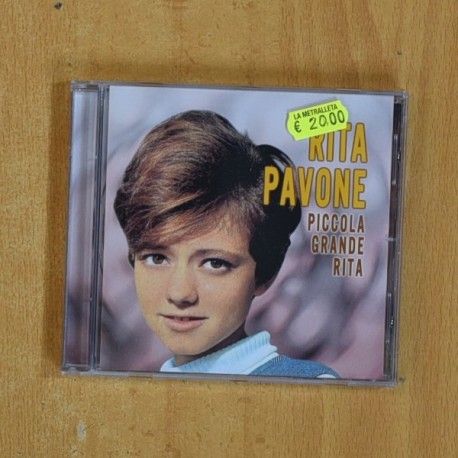 LA METRALLETA
€ 20.00
RITA
PAVONE
PICCOLA
GRANDE
RITA